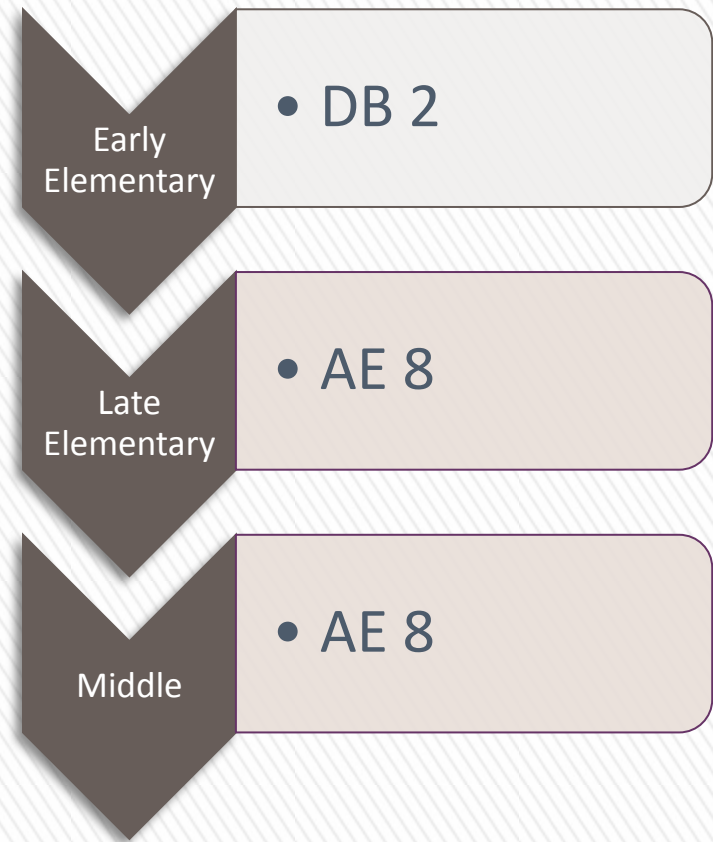 Early
Elementary
• DB 2
Late
Elementary
• AE 8
Middle
• AE 8